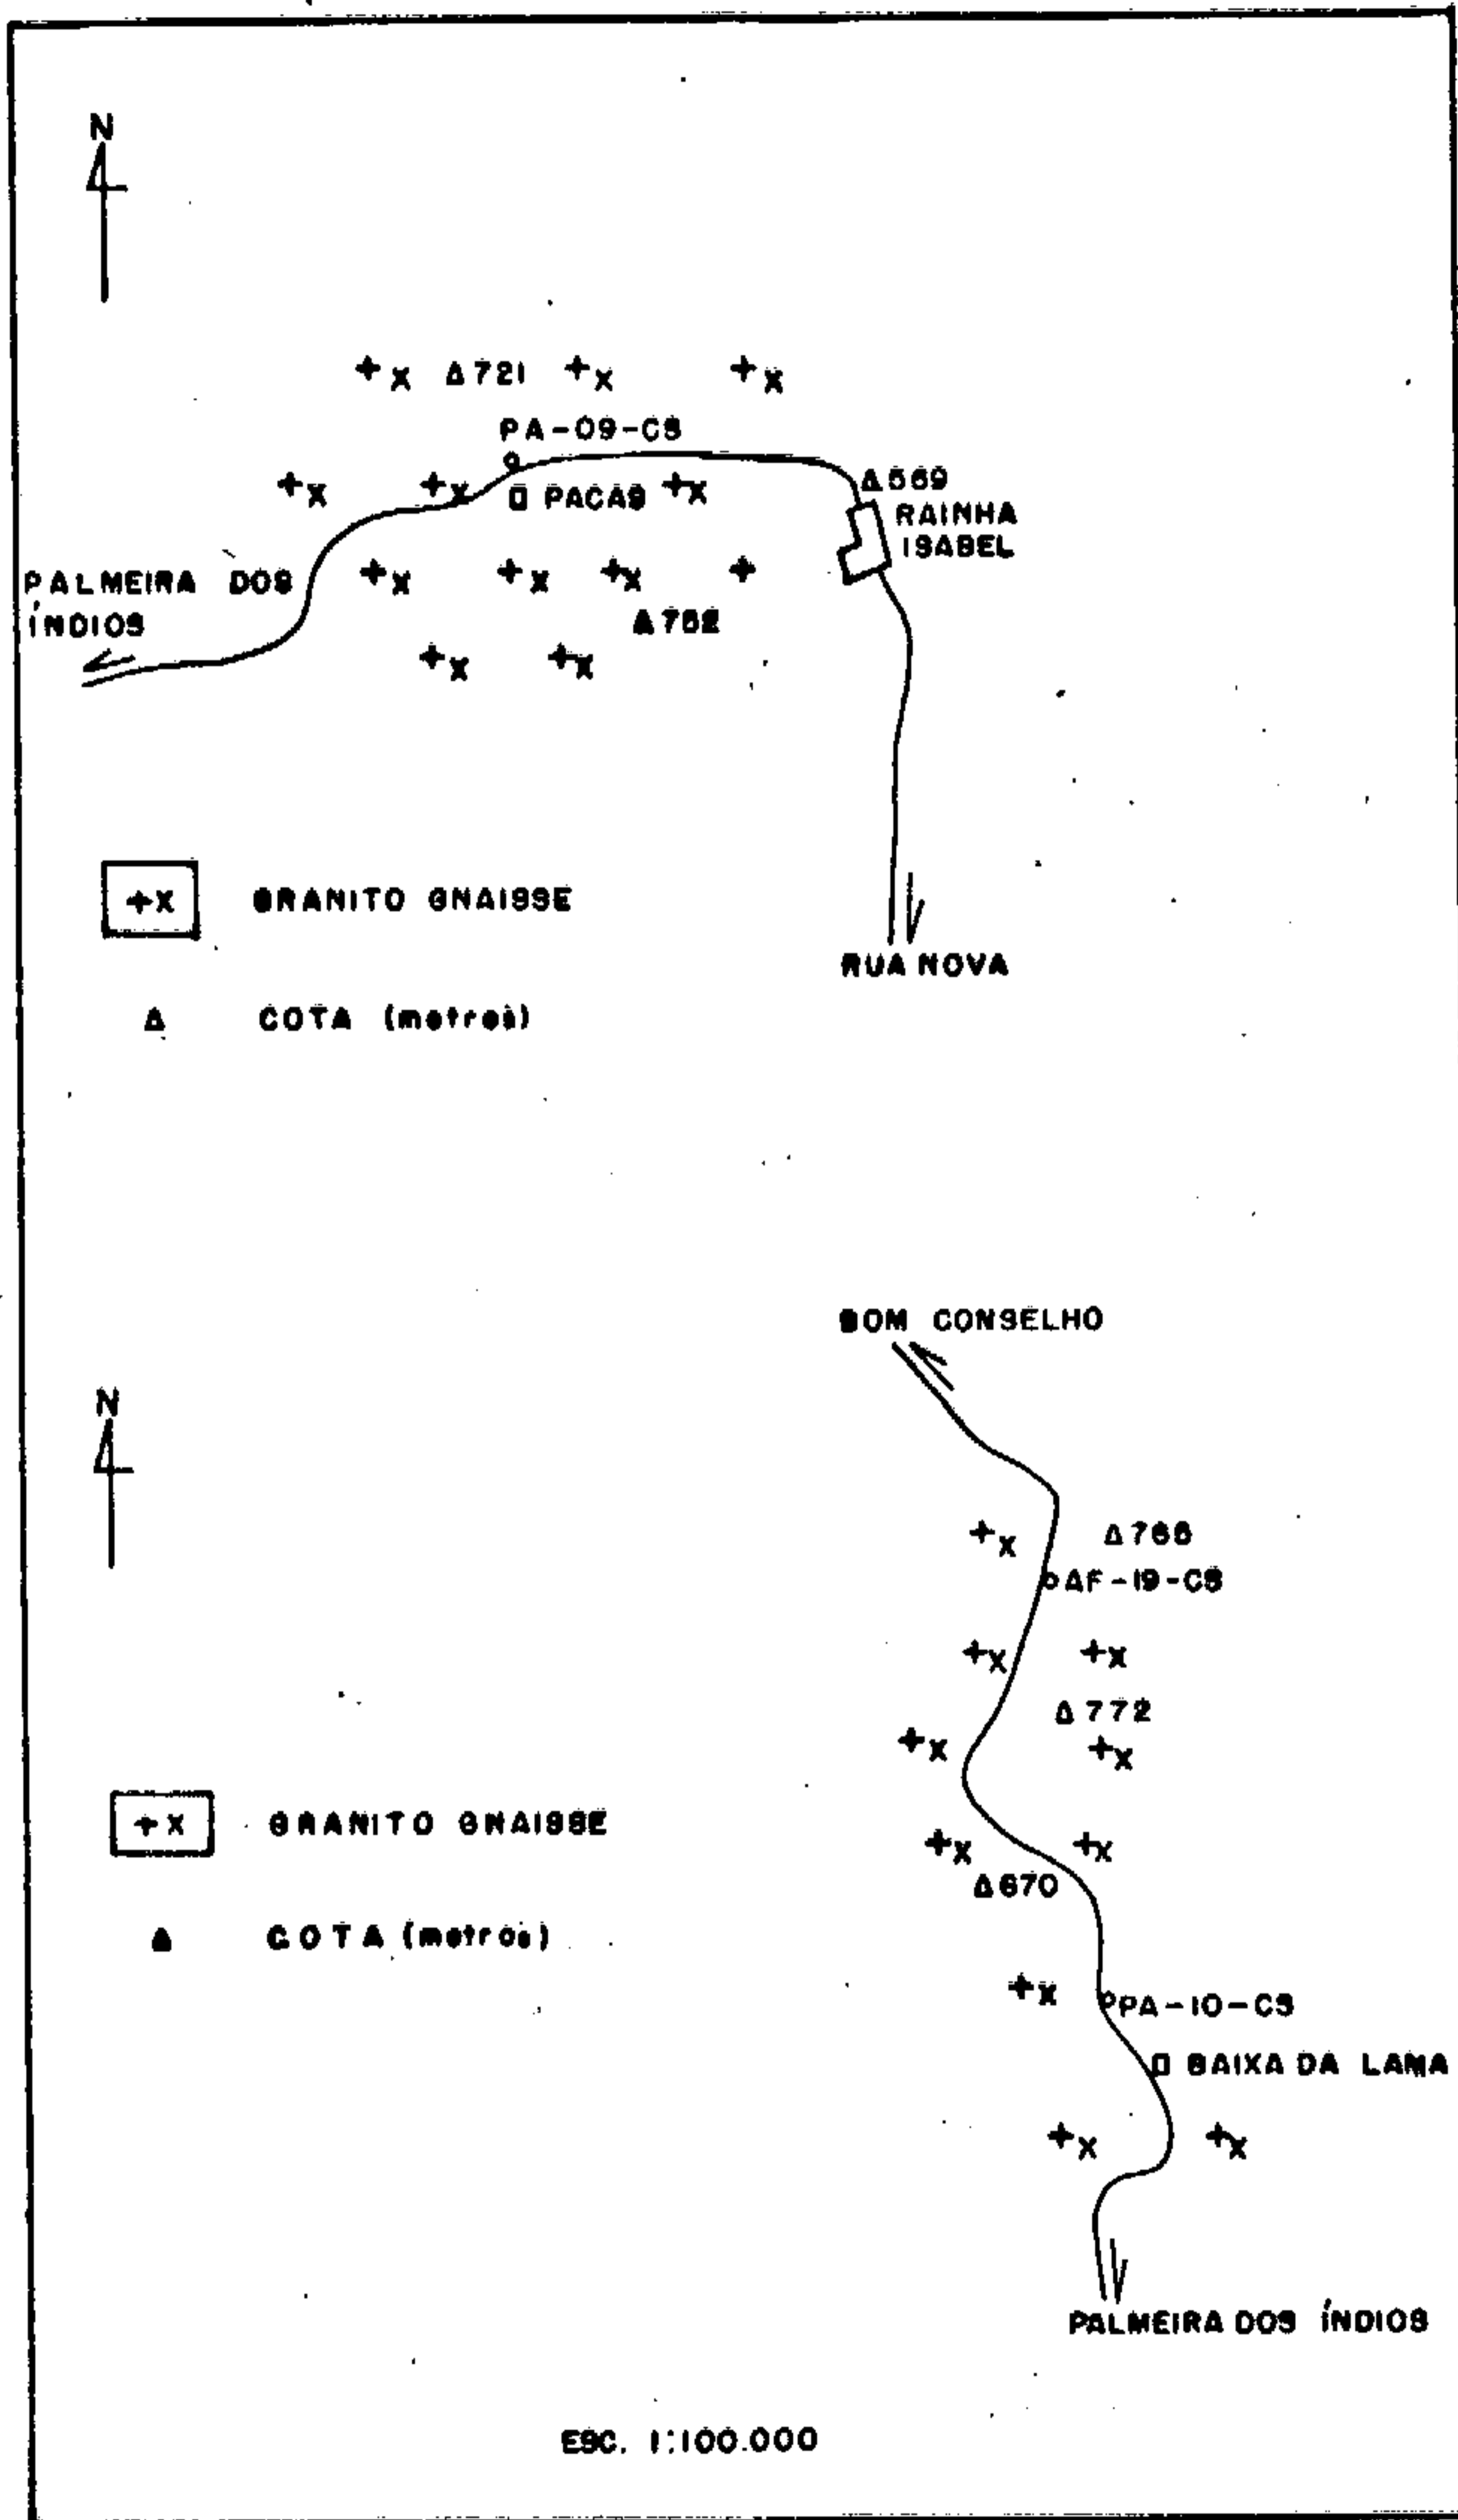 N
+x Δ721 +x +x
PA-09-CS
+x +x PACAS +x
Δ569
RAINHA
ISABEL
PALMEIRA DOS
ÍNDIOS
+x +x +x +
Δ752
+x +x
+x GRANITO GNAISSE
Δ COTA (metros)
RUA NOVA
BOM CONSELHO
N
+x
AF-19-CS
+x +x
Δ772
+x +x
+x GRANITO GNAISSE
+x +x
Δ670
Δ COTA (metros)
+x PA-10-CS
BAIXA DA LAMA
+x +x
PALMEIRA DOS ÍNDIOS
ESC. 1:100.000